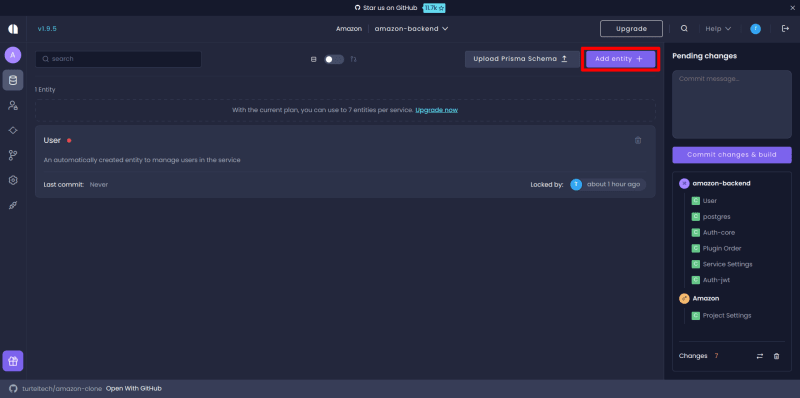 Star us on GitHub 11.7k
v1.9.6
Amazon amazon-backend
Upgrade
Help
A
search
Upload Prisma Schema
Add entity
1 Entity
With the current plan, you can use to 7 entities per service. Upgrade now
User
An automatically created entity to manage users in the service
Last commit: Never
Locked by: T about 1 hour ago
Pending changes
Commit message...
Commit changes & build
amazon-backend
C User
C postgres
C Auth-core
C Plugin Order
C Service Settings
C Auth-jwt
Amazon
C Project Settings
Changes 7
turteltech/amazon-clone Open With GitHub